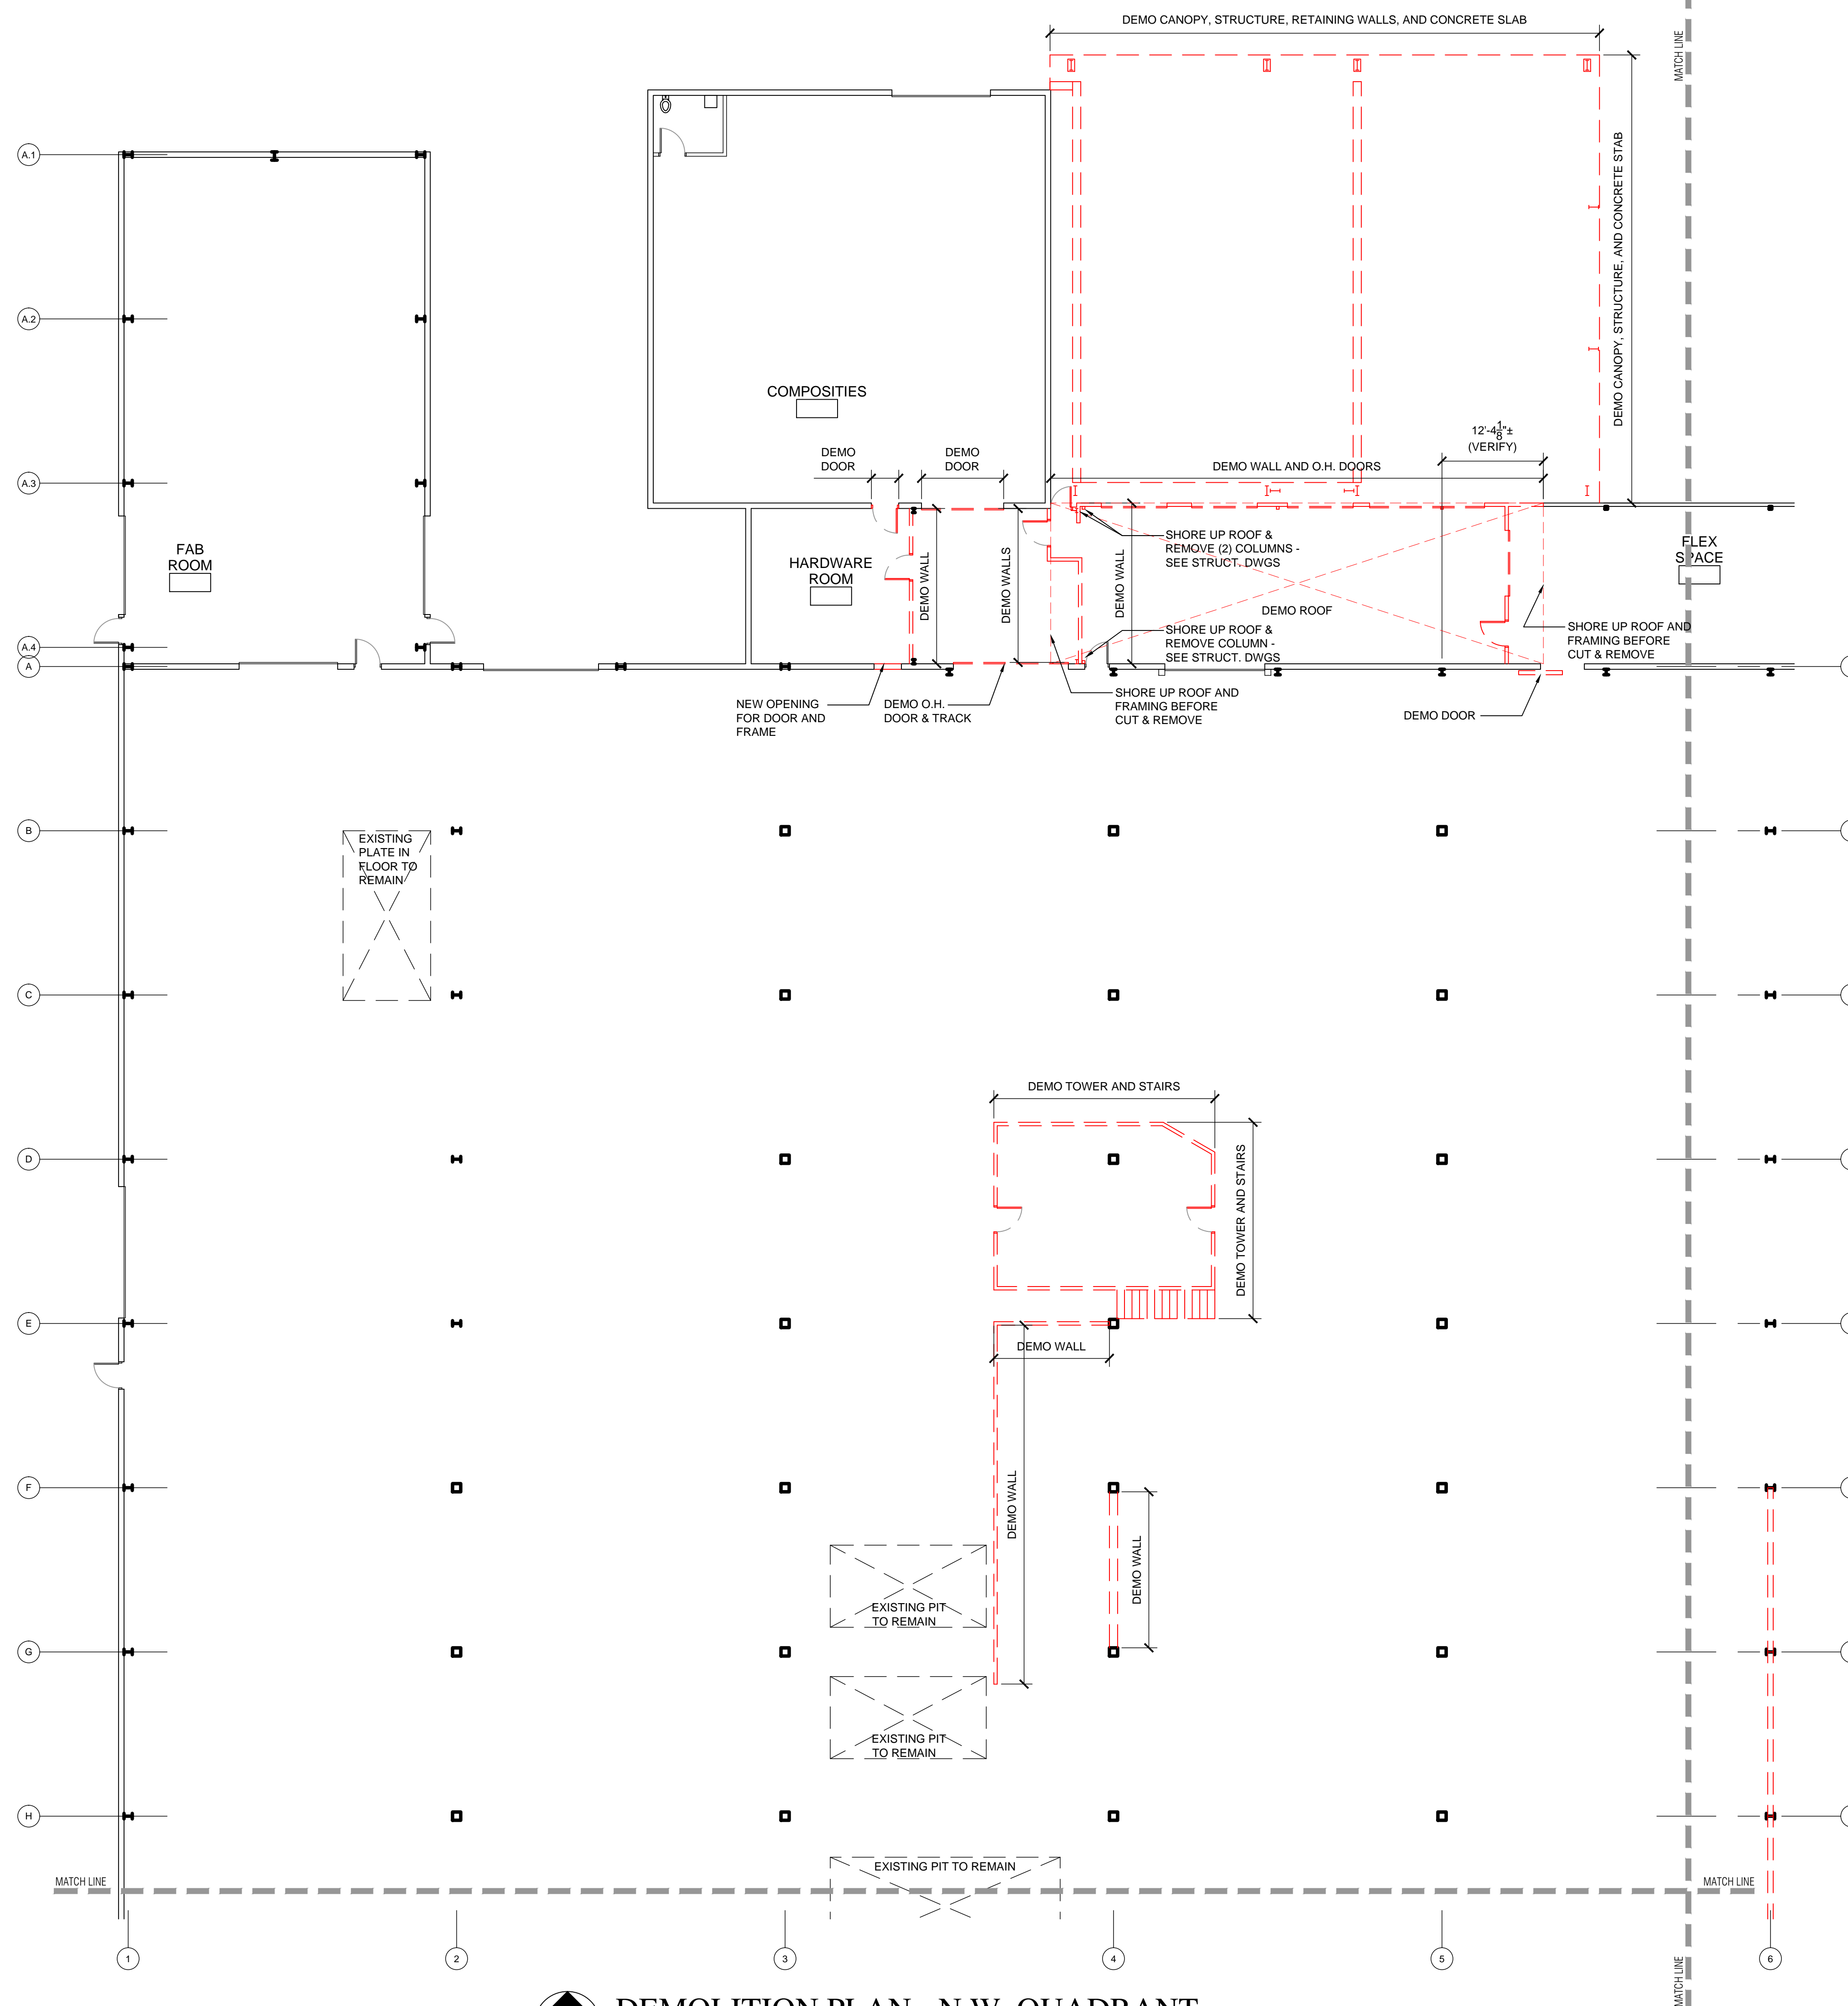 DEMO CANOPY, STRUCTURE, RETAINING WALLS, AND CONCRETE SLAB
MATCH LINE
DEMO CANOPY, STRUCTURE, AND CONCRETE STAB
A.1
A.2
A.3
A.4
A
COMPOSITIES
DEMO
DOOR
DEMO
DOOR
DEMO WALL AND O.H. DOORS
12'-4 1/8"±
(VERIFY)
FAB
ROOM
HARDWARE
ROOM
DEMO WALL
DEMO WALLS
DEMO WALL
SHORE UP ROOF &
REMOVE (2) COLUMNS -
SEE STRUCT. DWGS
DEMO ROOF
SHORE UP ROOF &
REMOVE COLUMN -
SEE STRUCT. DWGS
FLEX
SPACE
SHORE UP ROOF AND
FRAMING BEFORE
CUT & REMOVE
NEW OPENING
FOR DOOR AND
FRAME
DEMO O.H.
DOOR & TRACK
SHORE UP ROOF AND
FRAMING BEFORE
CUT & REMOVE
DEMO DOOR
B
EXISTING
PLATE IN
FLOOR TO
REMAIN
C
DEMO TOWER AND STAIRS
DEMO TOWER AND STAIRS
D
E
DEMO WALL
DEMO WALL
F
DEMO WALL
EXISTING PIT
TO REMAIN
G
EXISTING PIT
TO REMAIN
H
EXISTING PIT TO REMAIN
MATCH LINE
MATCH LINE
1
2
3
4
5
6
MATCH LINE
DEMOLITION PLAN - N.W. QUADRANT